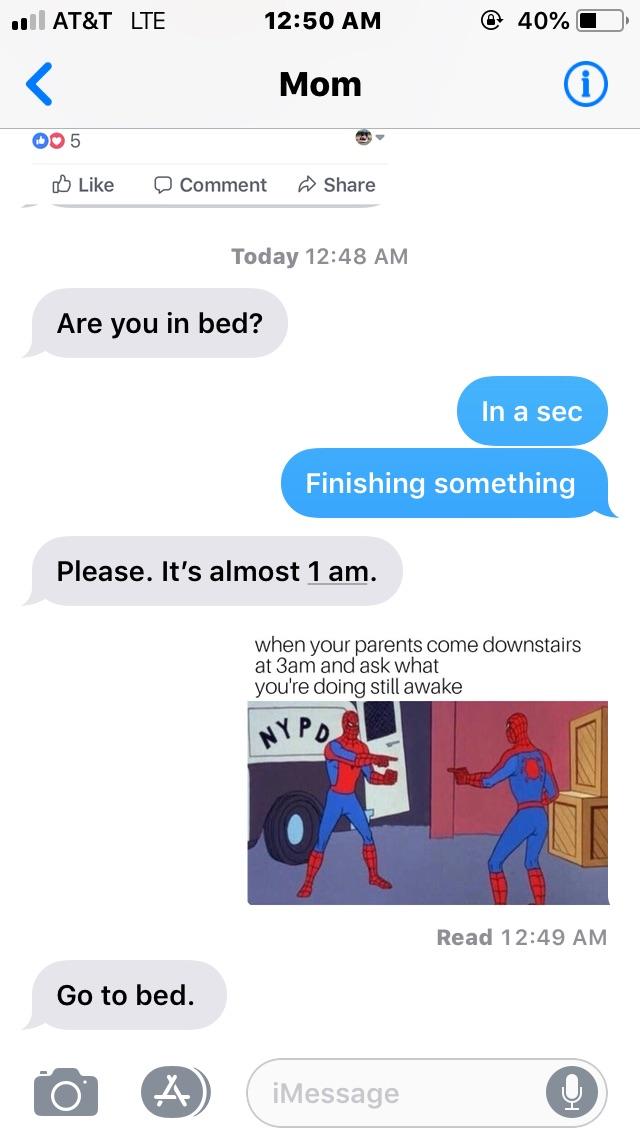 AT&T LTE 12:50 AM 40%
Mom
5
Like Comment Share
Today 12:48 AM
Are you in bed?
In a sec
Finishing something
Please. It's almost 1 am.
when your parents come downstairs
at 3am and ask what
you're doing still awake
NYPD
Read 12:49 AM
Go to bed.
iMessage